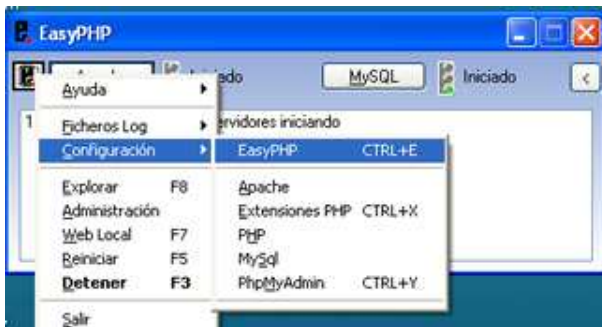 EasyPHP
MySQL
Iniciado
<
Ayuda
Ficheros Log
Configuración
Explorar F8
Administración
Web Local F7
Reiniciar F5
Detener F3
Salir
EasyPHP CTRL+E
Apache
Extensiones PHP CTRL+X
PHP
MySql
PhpMyAdmin CTRL+Y
iniciando